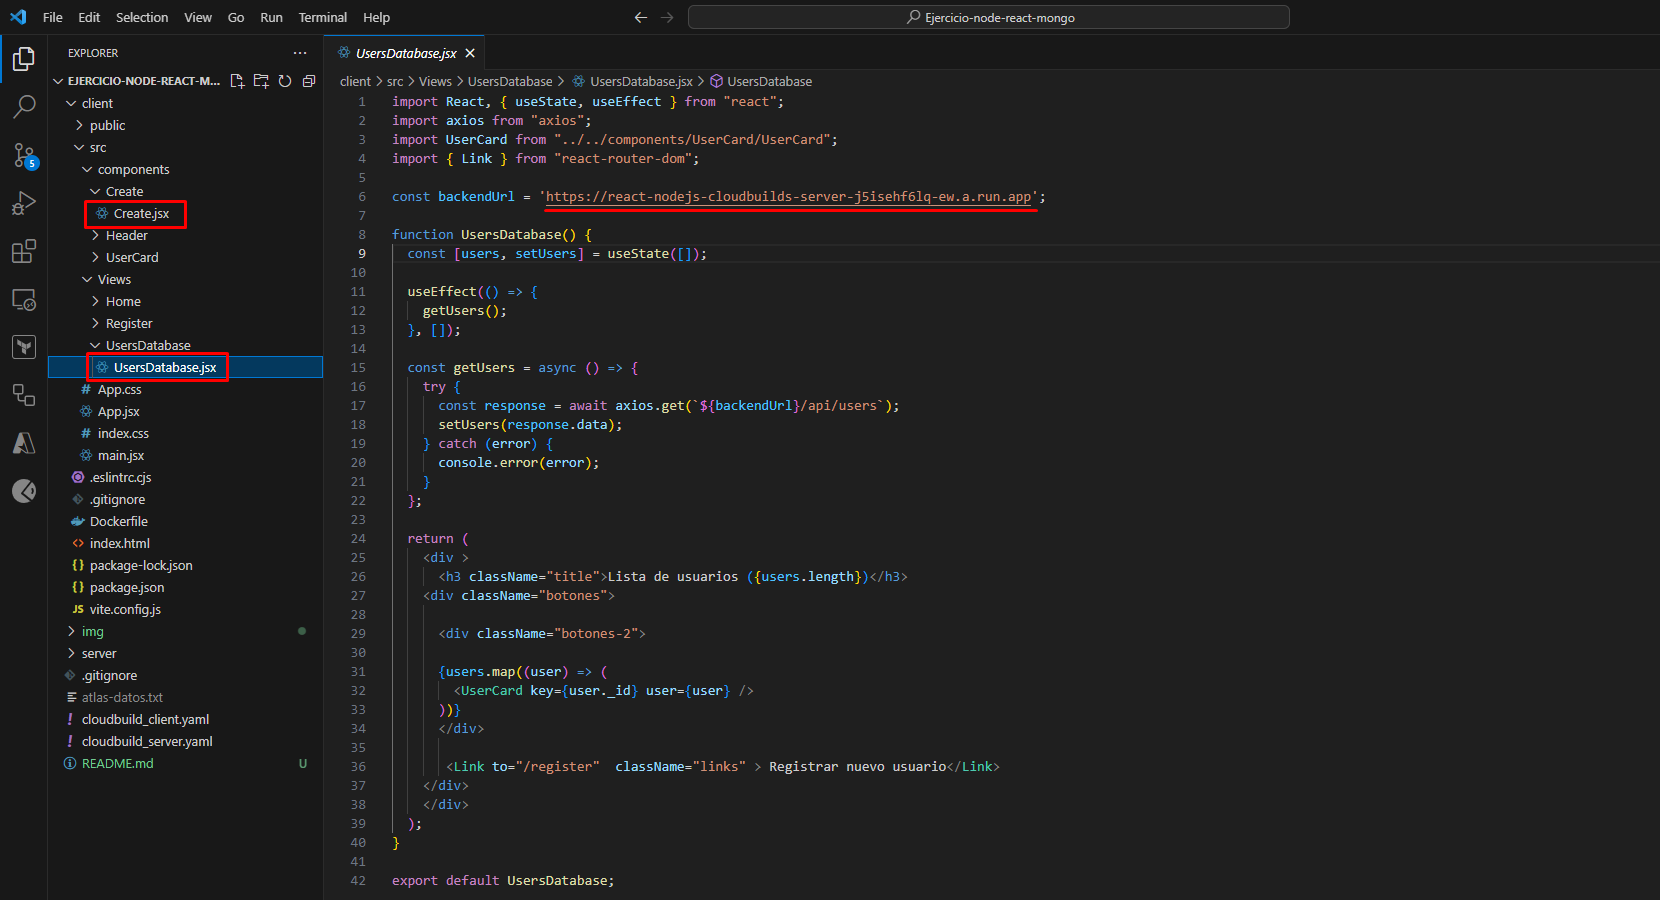 File Edit Selection View Go Run Terminal Help
Ejercicio-node-react-mongo
EXPLORER
EJERCICIO-NODE-REACT-M...
client
public
src
components
Create
Create.jsx
Header
UserCard
Views
Home
Register
UsersDatabase
UsersDatabase.jsx
# App.css
App.jsx
# index.css
main.jsx
.eslintrc.cjs
.gitignore
Dockerfile
<> index.html
{} package-lock.json
{} package.json
JS vite.config.js
img
server
.gitignore
atlas-datos.txt
! cloudbuild_client.yaml
! cloudbuild_server.yaml
README.md U
5
UsersDatabase.jsx
client > src > Views > UsersDatabase > UsersDatabase.jsx > UsersDatabase
1 import React, { useState, useEffect } from "react";
2 import axios from "axios";
3 import UserCard from "../../components/UserCard/UserCard";
4 import { Link } from "react-router-dom";
5
6 const backendUrl = 'https://react-nodejs-cloudbuilds-server-j5isehf6lq-ew.a.run.app';
7
8 function UsersDatabase() {
9 const [users, setUsers] = useState([]);
10
11 useEffect(() => {
12 getUsers();
13 }, []);
14
15 const getUsers = async () => {
16 try {
17 const response = await axios.get(`${backendUrl}/api/users`);
18 setUsers(response.data);
19 } catch (error) {
20 console.error(error);
21 }
22 };
23
24 return (
25 <div >
26 <h3 className="title">Lista de usuarios ({users.length})</h3>
27 <div className="botones">
28
29 <div className="botones-2">
30
31 {users.map((user) => (
32 <UserCard key={user._id} user={user} />
33 ))}
34 </div>
35
36 <Link to="/register"  className="links" > Registrar nuevo usuario</Link>
37 </div>
38 </div>
39 );
40 }
41
42 export default UsersDatabase;